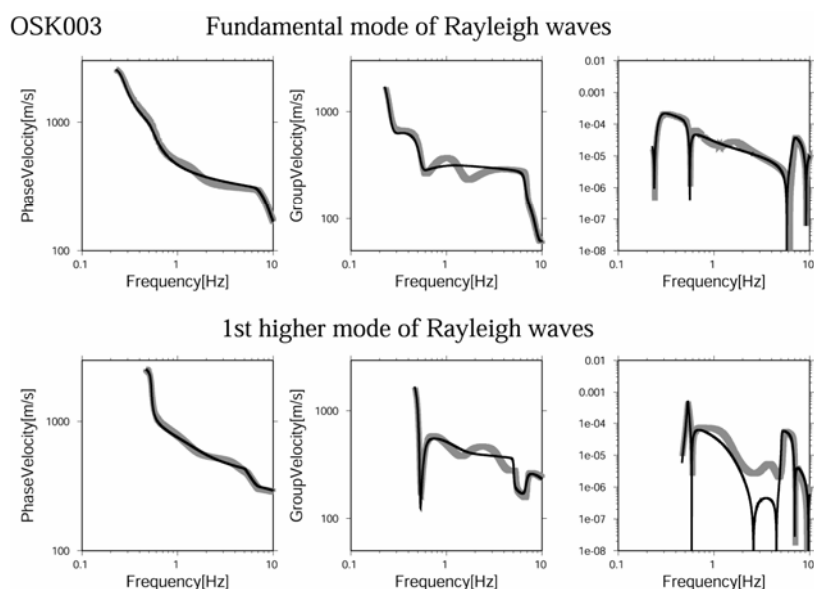 OSK003 Fundamental mode of Rayleigh waves
PhaseVelocity[m/s]
1000
100
0.1 1 10
Frequency[Hz]
GroupVelocity[m/s]
1000
100
0.1 1 10
Frequency[Hz]
0.01
0.001
1e-04
1e-05
1e-06
1e-07
1e-08
0.1 1 10
Frequency[Hz]
1st higher mode of Rayleigh waves
PhaseVelocity[m/s]
1000
100
0.1 1 10
Frequency[Hz]
GroupVelocity[m/s]
1000
100
0.1 1 10
Frequency[Hz]
0.01
0.001
1e-04
1e-05
1e-06
1e-07
1e-08
0.1 1 10
Frequency[Hz]